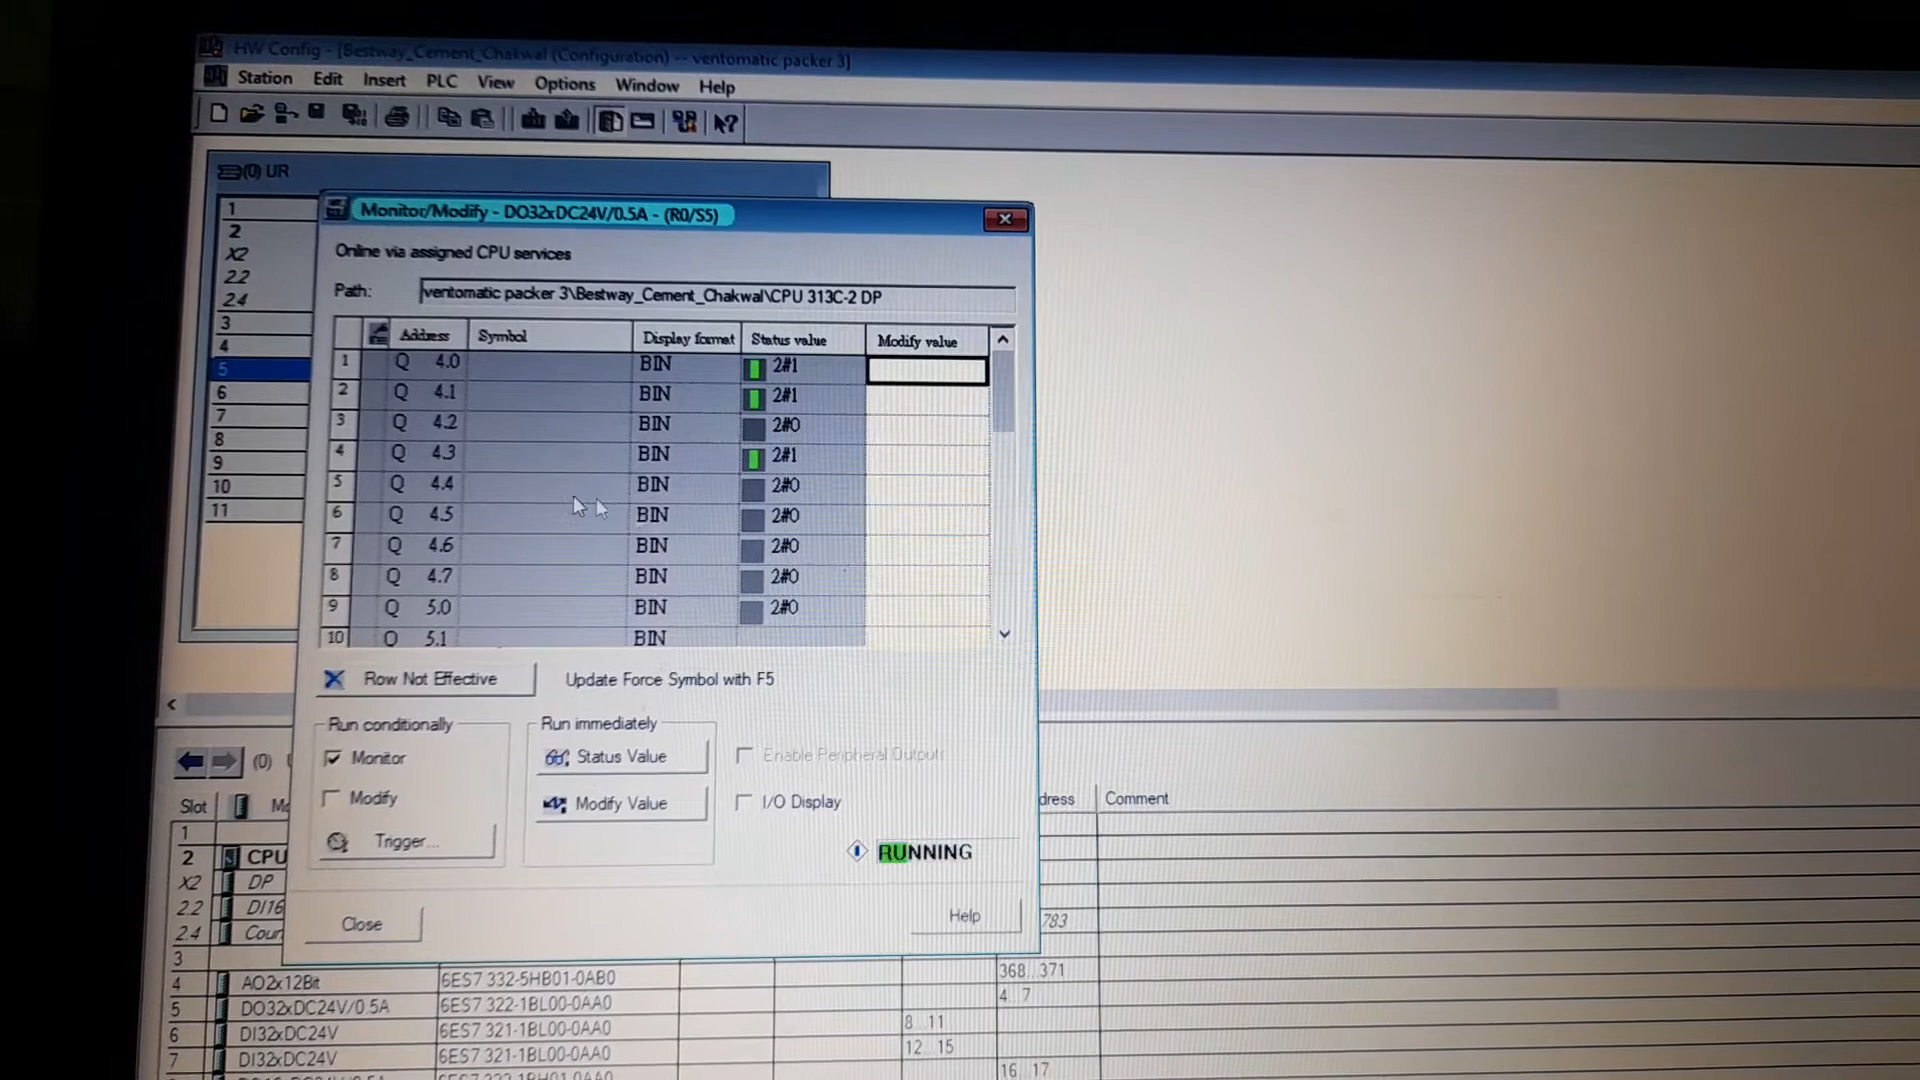 HW Config - [Bestway_Cement_Chakwal (Configuration) -- ventomatic packer 3]
Station Edit Insert PLC View Options Window Help
(0) UR
1
2
X2
2.2
2.4
3
4
5
6
7
8
9
10
11
Monitor/Modify - DO32xDC24V/0.5A - (R0/S5)
Online via assigned CPU services
Path: ventomatic packer 3\Bestway_Cement_Chakwal\CPU 313C-2 DP
Address Symbol Display format Status value Modify value
1 Q 4.0 BIN 2#1
2 Q 4.1 BIN 2#1
3 Q 4.2 BIN 2#0
4 Q 4.3 BIN 2#1
5 Q 4.4 BIN 2#0
6 Q 4.5 BIN 2#0
7 Q 4.6 BIN 2#0
8 Q 4.7 BIN 2#0
9 Q 5.0 BIN 2#0
10 Q 5.1 BIN
Row Not Effective Update Force Symbol with F5
Run conditionally Run immediately
Monitor Status Value Enable Peripheral Outputs
Modify Modify Value I/O Display
Trigger...
RUNNING
Close Help
(0)
Slot dress Comment
1
2 CPU
X2 DP
2.2 DI16
2.4 Coun 783
3
4 AO2x12Bit 6ES7 332-5HB01-0AB0 368...371
5 DO32xDC24V/0.5A 6ES7 322-1BL00-0AA0 4...7
6 DI32xDC24V 6ES7 321-1BL00-0AA0 8...11
7 DI32xDC24V 6ES7 321-1BL00-0AA0 12...15
16...17